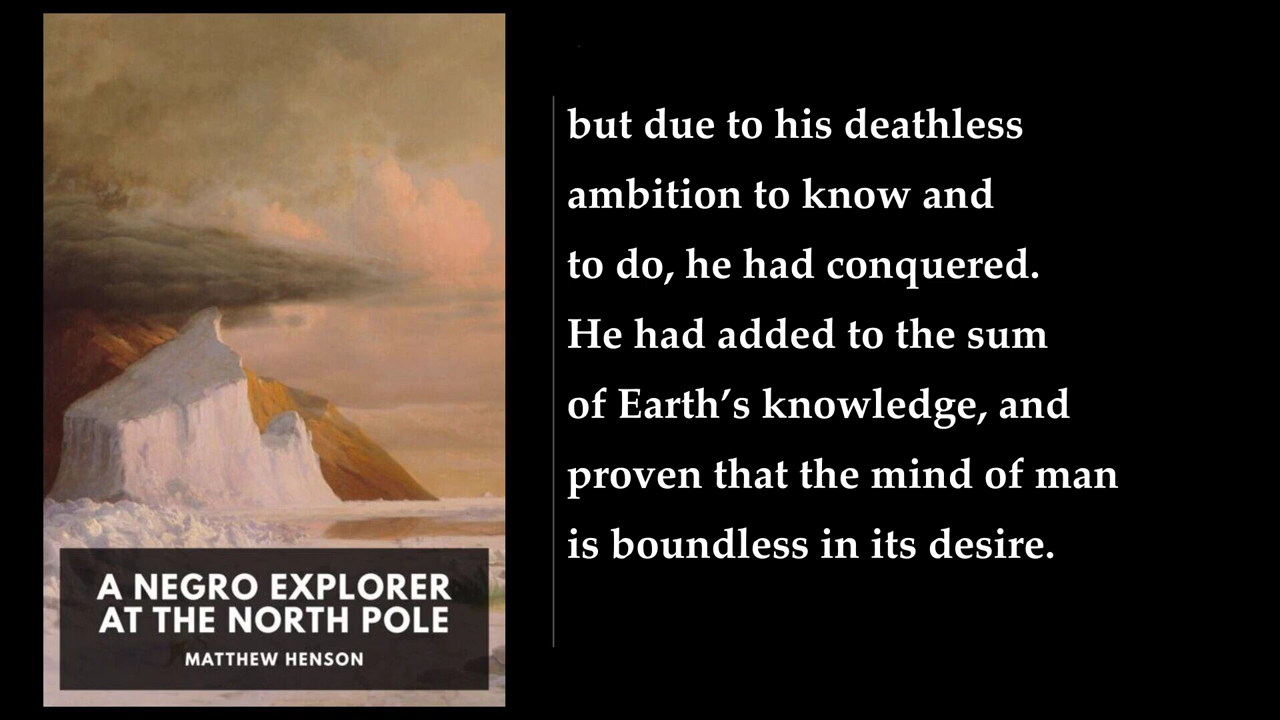 A NEGRO EXPLORER
AT THE NORTH POLE
MATTHEW HENSON
but due to his deathless
ambition to know and
to do, he had conquered.
He had added to the sum
of Earth’s knowledge, and
proven that the mind of man
is boundless in its desire.